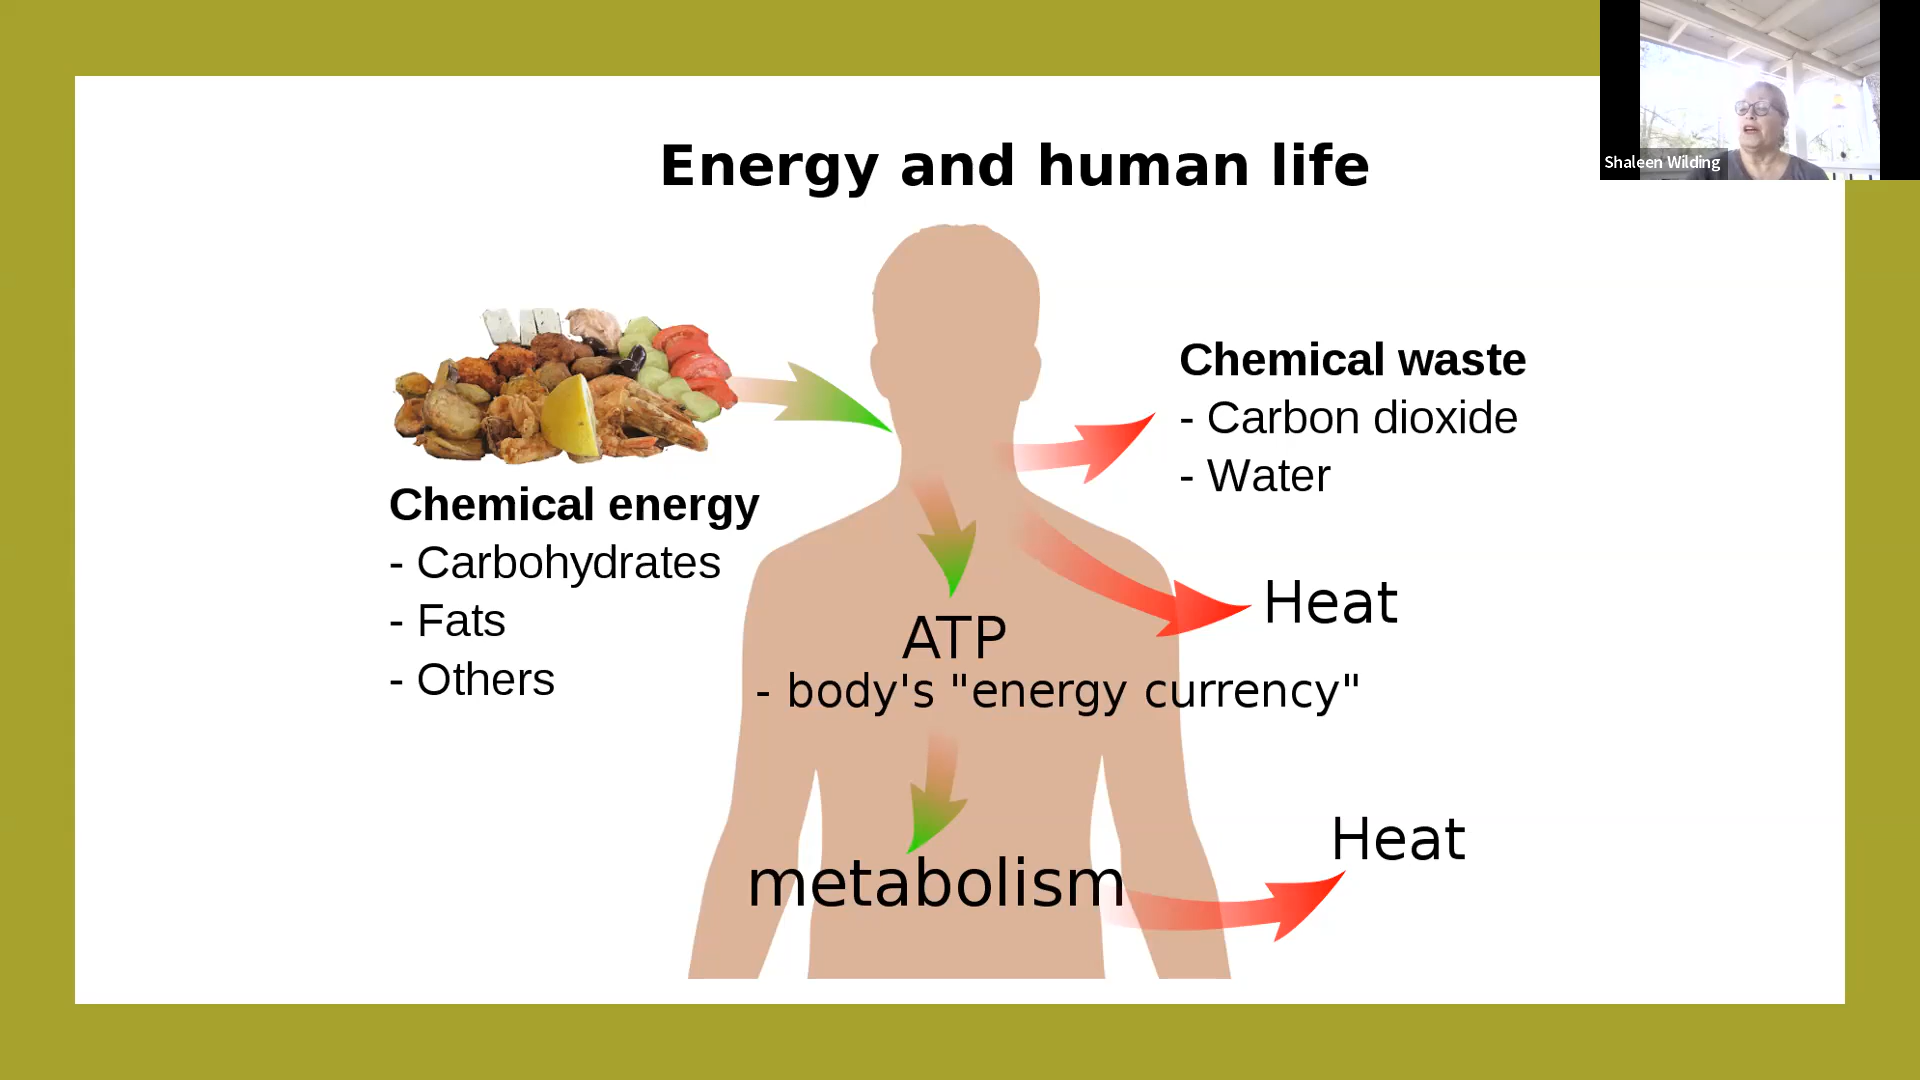 Energy and human life
Shaleen Wilding
Chemical energy
- Carbohydrates
- Fats
- Others
Chemical waste
- Carbon dioxide
- Water
Heat
ATP
- body's "energy currency"
metabolism
Heat